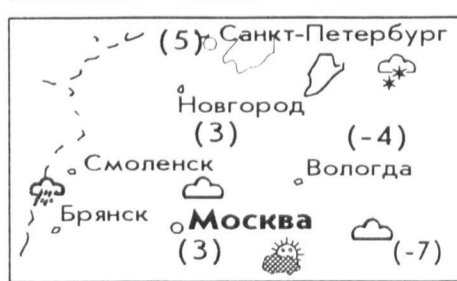 (5) Санкт-Петербург
Новгород
(3) (-4)
Смоленск Вологда
Брянск Москва
(3) (-7)